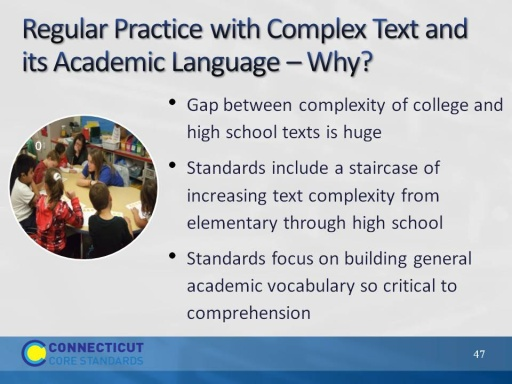 Regular Practice with Complex Text and
its Academic Language – Why?
0
• Gap between complexity of college and
high school texts is huge
• Standards include a staircase of
increasing text complexity from
elementary through high school
• Standards focus on building general
academic vocabulary so critical to
comprehension
CONNECTICUT
CORE STANDARDS
47